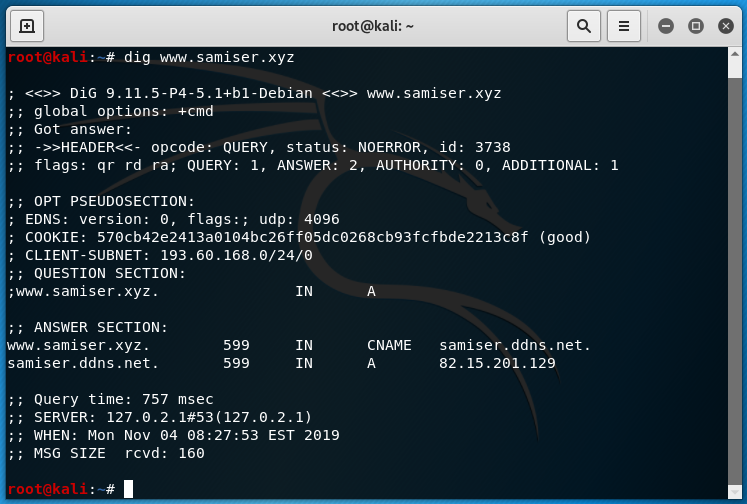 root@kali: ~
root@kali:~# dig www.samiser.xyz
; <<>> DiG 9.11.5-P4-5.1+b1-Debian <<>> www.samiser.xyz
;; global options: +cmd
;; Got answer:
;; ->>HEADER<<- opcode: QUERY, status: NOERROR, id: 3738
;; flags: qr rd ra; QUERY: 1, ANSWER: 2, AUTHORITY: 0, ADDITIONAL: 1
;; OPT PSEUDOSECTION:
; EDNS: version: 0, flags:; udp: 4096
; COOKIE: 570cb42e2413a0104bc26ff05dc0268cb93fcfbde2213c8f (good)
; CLIENT-SUBNET: 193.60.168.0/24/0
;; QUESTION SECTION:
;www.samiser.xyz. IN A
;; ANSWER SECTION:
www.samiser.xyz. 599 IN CNAME samiser.ddns.net.
samiser.ddns.net. 599 IN A 82.15.201.129
;; Query time: 757 msec
;; SERVER: 127.0.2.1#53(127.0.2.1)
;; WHEN: Mon Nov 04 08:27:53 EST 2019
;; MSG SIZE rcvd: 160
root@kali:~#